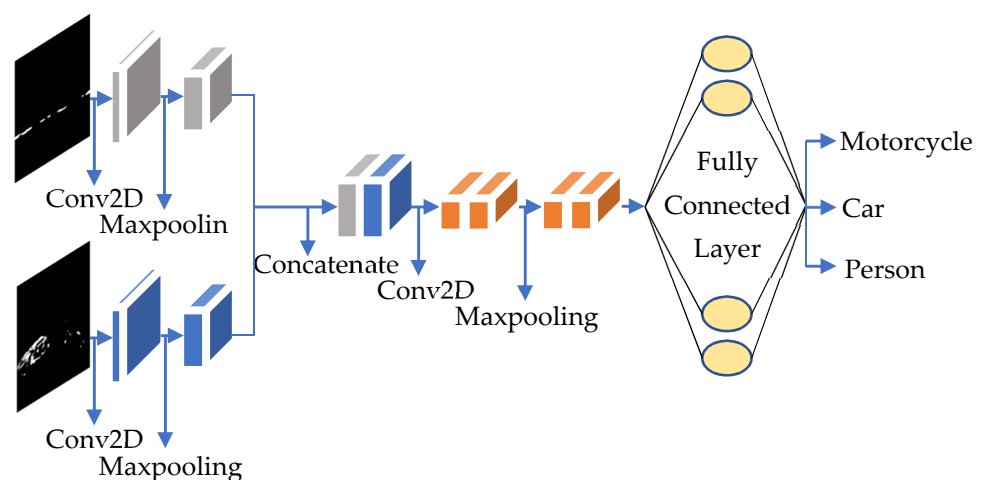 Conv2D
Maxpoolin
Concatenate
Conv2D
Maxpooling
Conv2D
Maxpooling
Fully
Connected
Layer
Motorcycle
Car
Person